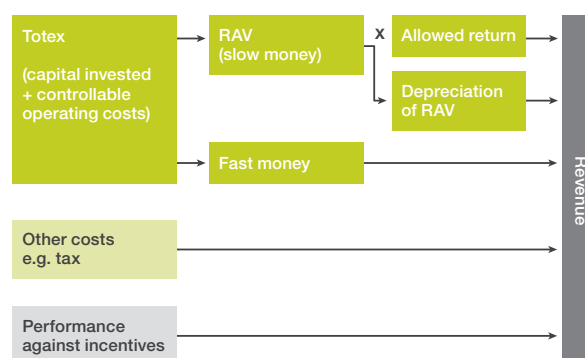 Totex
(capital invested
+ controllable
operating costs)
RAV
(slow money)
x
Allowed return
Depreciation
of RAV
Fast money
Other costs
e.g. tax
Performance
against incentives
Revenue